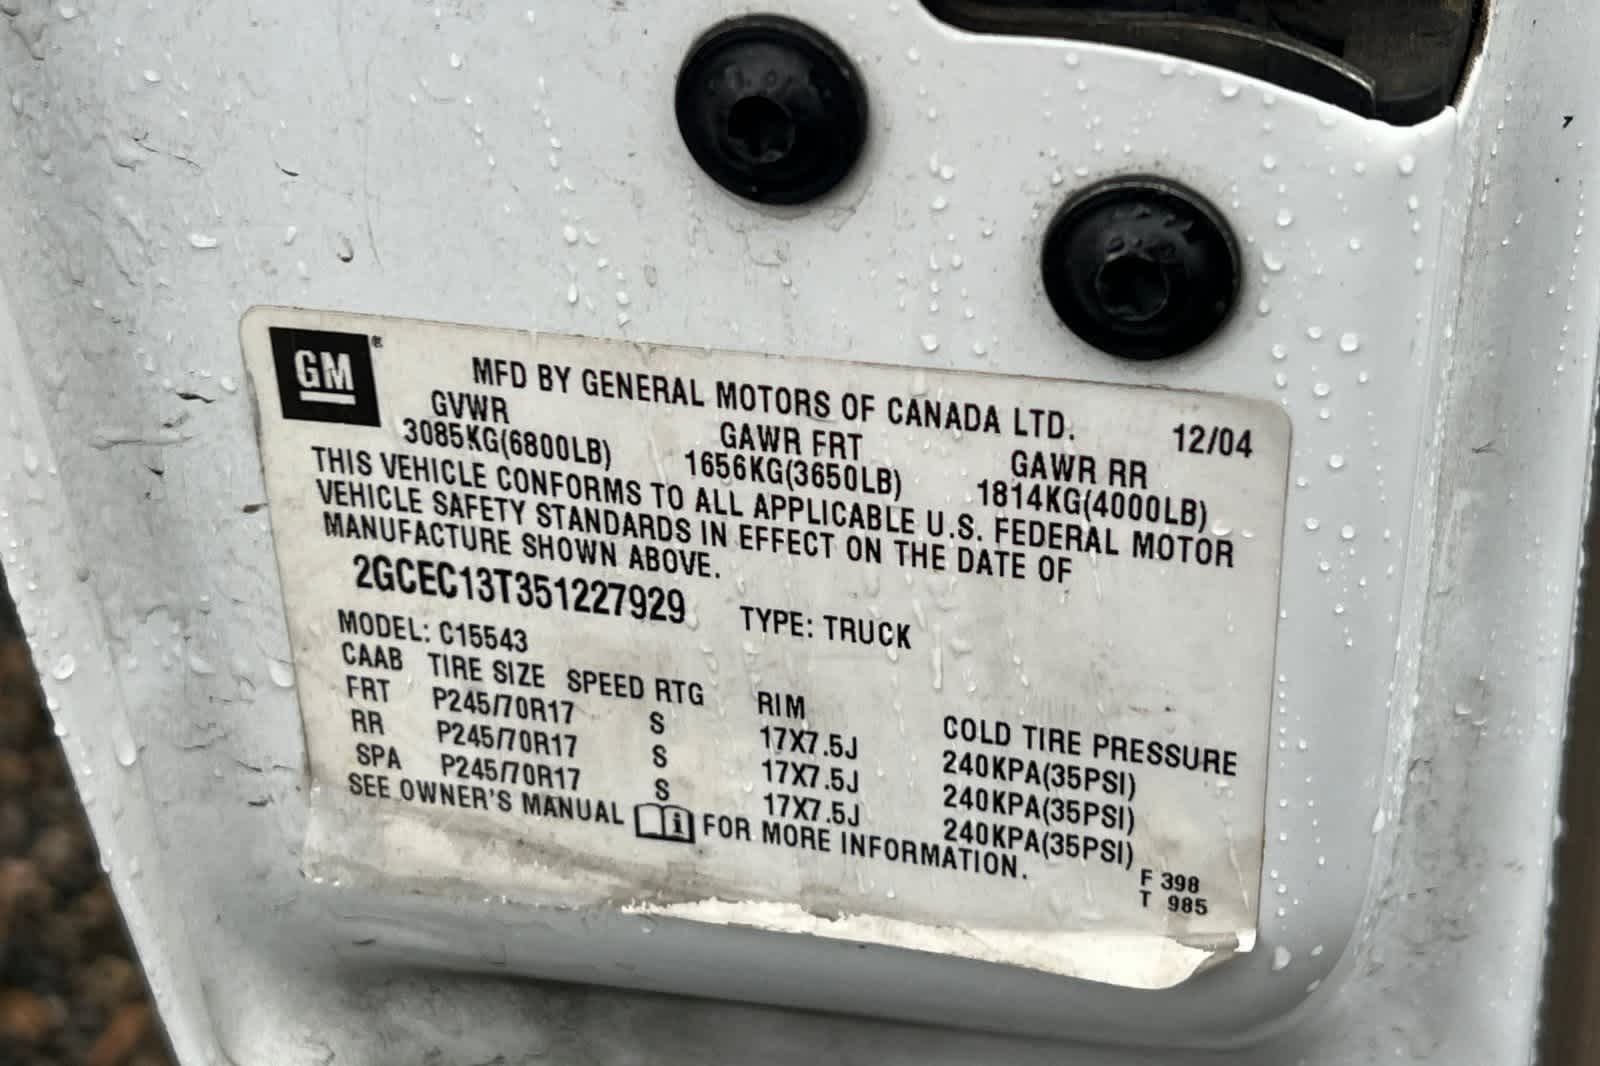 GM®
MFD BY GENERAL MOTORS OF CANADA LTD. 12/04
GVWR GAWR FRT GAWR RR
3085KG(6800LB) 1656KG(3650LB) 1814KG(4000LB)
THIS VEHICLE CONFORMS TO ALL APPLICABLE U.S. FEDERAL MOTOR
VEHICLE SAFETY STANDARDS IN EFFECT ON THE DATE OF
MANUFACTURE SHOWN ABOVE.
2GCEC13T351227929 TYPE: TRUCK
MODEL: C15543
CAAB TIRE SIZE SPEED RTG RIM COLD TIRE PRESSURE
FRT P245/70R17 S 17X7.5J 240KPA(35PSI)
RR P245/70R17 S 17X7.5J 240KPA(35PSI)
SPA P245/70R17 S 17X7.5J 240KPA(35PSI)
SEE OWNER'S MANUAL i FOR MORE INFORMATION.
F 398
T 985